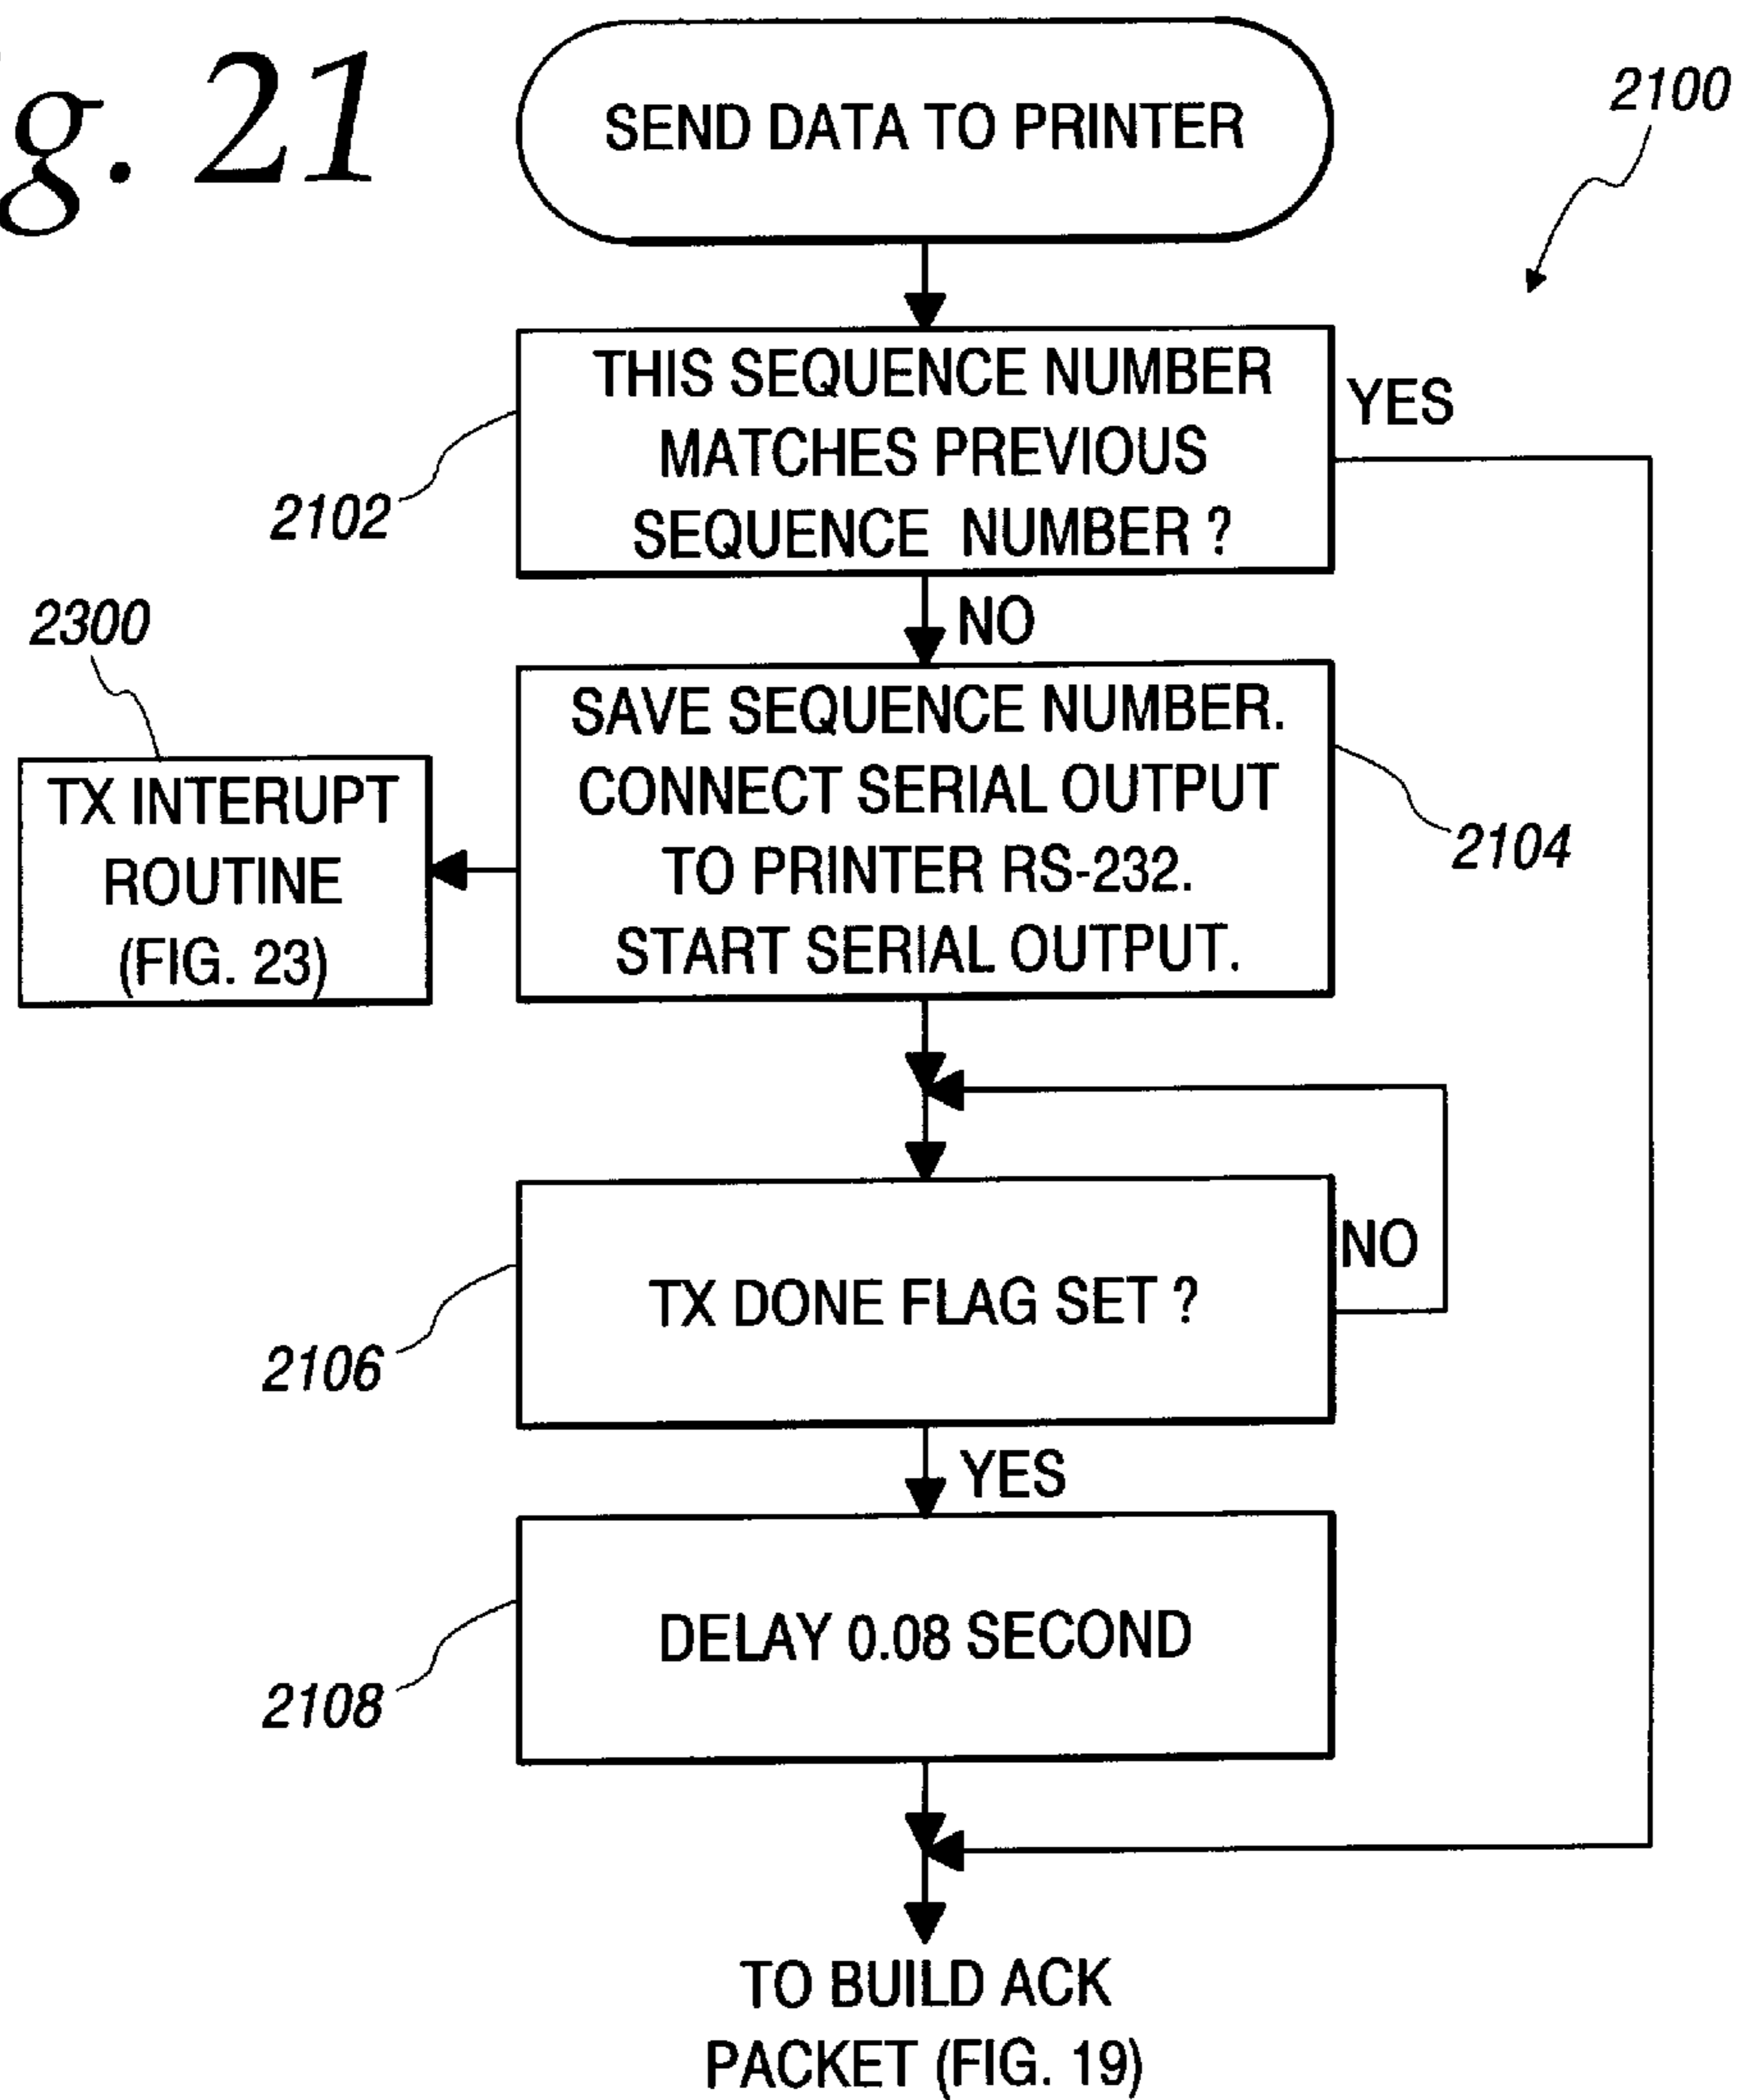 g. 21
SEND DATA TO PRINTER
2100
THIS SEQUENCE NUMBER
MATCHES PREVIOUS
SEQUENCE NUMBER ?
YES
2102
NO
2300
SAVE SEQUENCE NUMBER.
CONNECT SERIAL OUTPUT
TO PRINTER RS-232.
START SERIAL OUTPUT.
2104
TX INTERUPT
ROUTINE
(FIG. 23)
TX DONE FLAG SET ?
NO
2106
YES
DELAY 0.08 SECOND
2108
TO BUILD ACK
PACKET (FIG. 19)